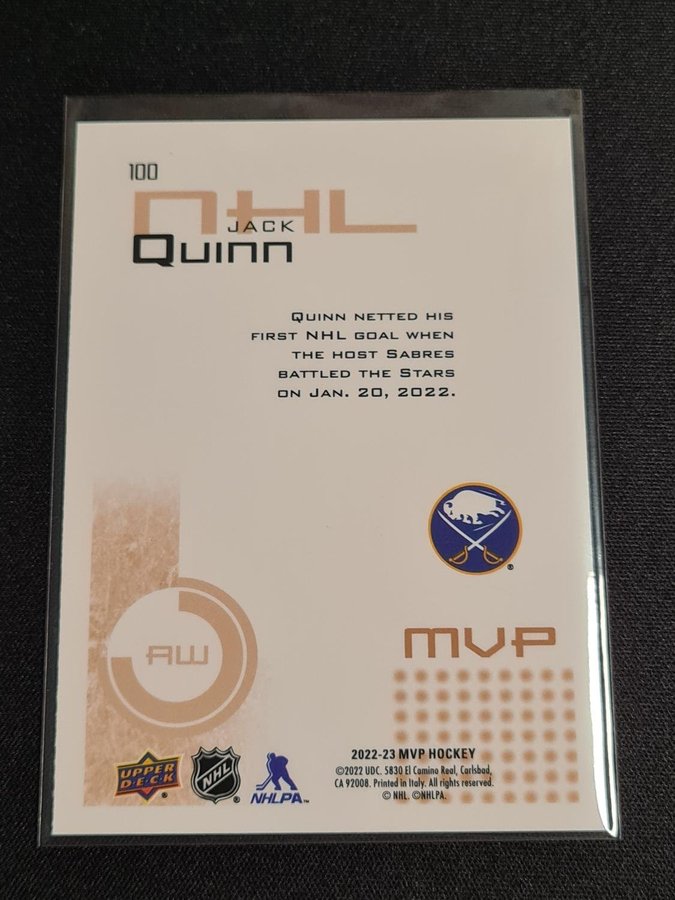 100
NHL
JACK
Quinn
QUINN NETTED HIS
FIRST NHL GOAL WHEN
THE HOST SABRES
BATTLED THE STARS
ON JAN. 20, 2022.
AW
MVP
2022-23 MVP HOCKEY
©2022 UDC. 5830 El Camino Real, Carlsbad,
CA 92008. Printed in Italy. All rights reserved.
© NHL. ©NHLPA.
UPPER
DECK
NHL
NHLPA™